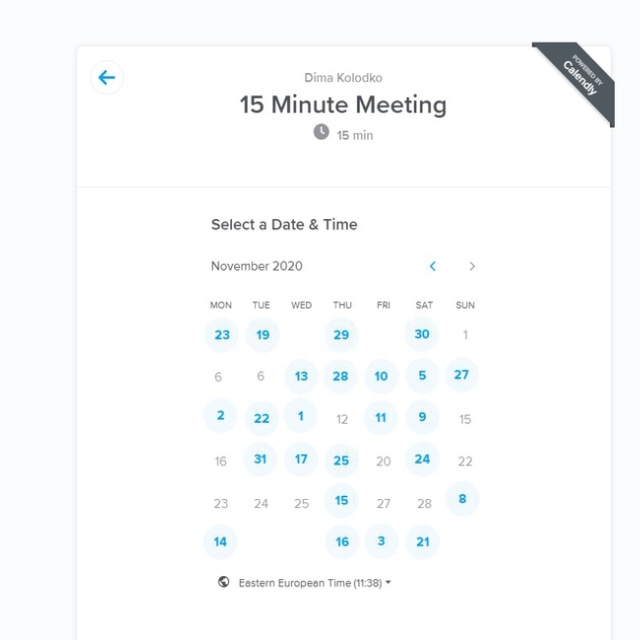 POWERED BY
Calendly
Dima Kolodko
15 Minute Meeting
15 min
Select a Date & Time
November 2020
MON TUE WED THU FRI SAT SUN
23 19 29 30 1
6 6 13 28 10 5 27
2 22 1 12 11 9 15
16 31 17 25 20 24 22
23 24 25 15 27 28 8
14 16 3 21
Eastern European Time (11:38)